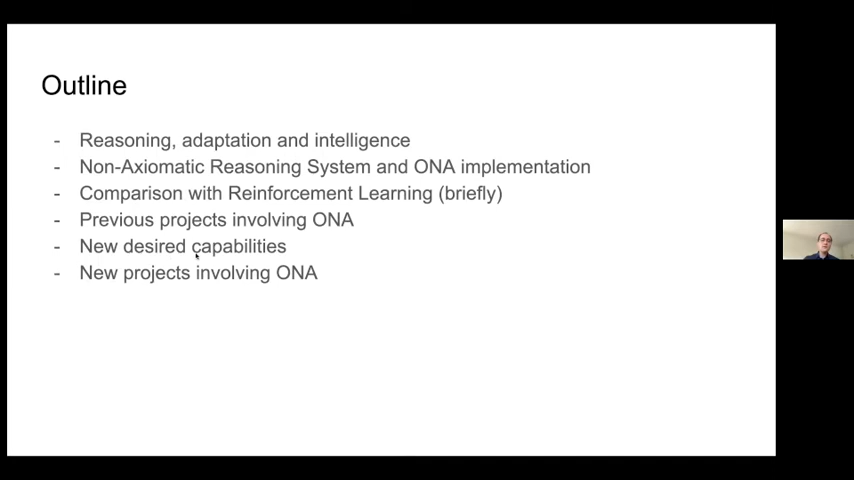 Outline
- Reasoning, adaptation and intelligence
- Non-Axiomatic Reasoning System and ONA implementation
- Comparison with Reinforcement Learning (briefly)
- Previous projects involving ONA
- New desired capabilities
- New projects involving ONA